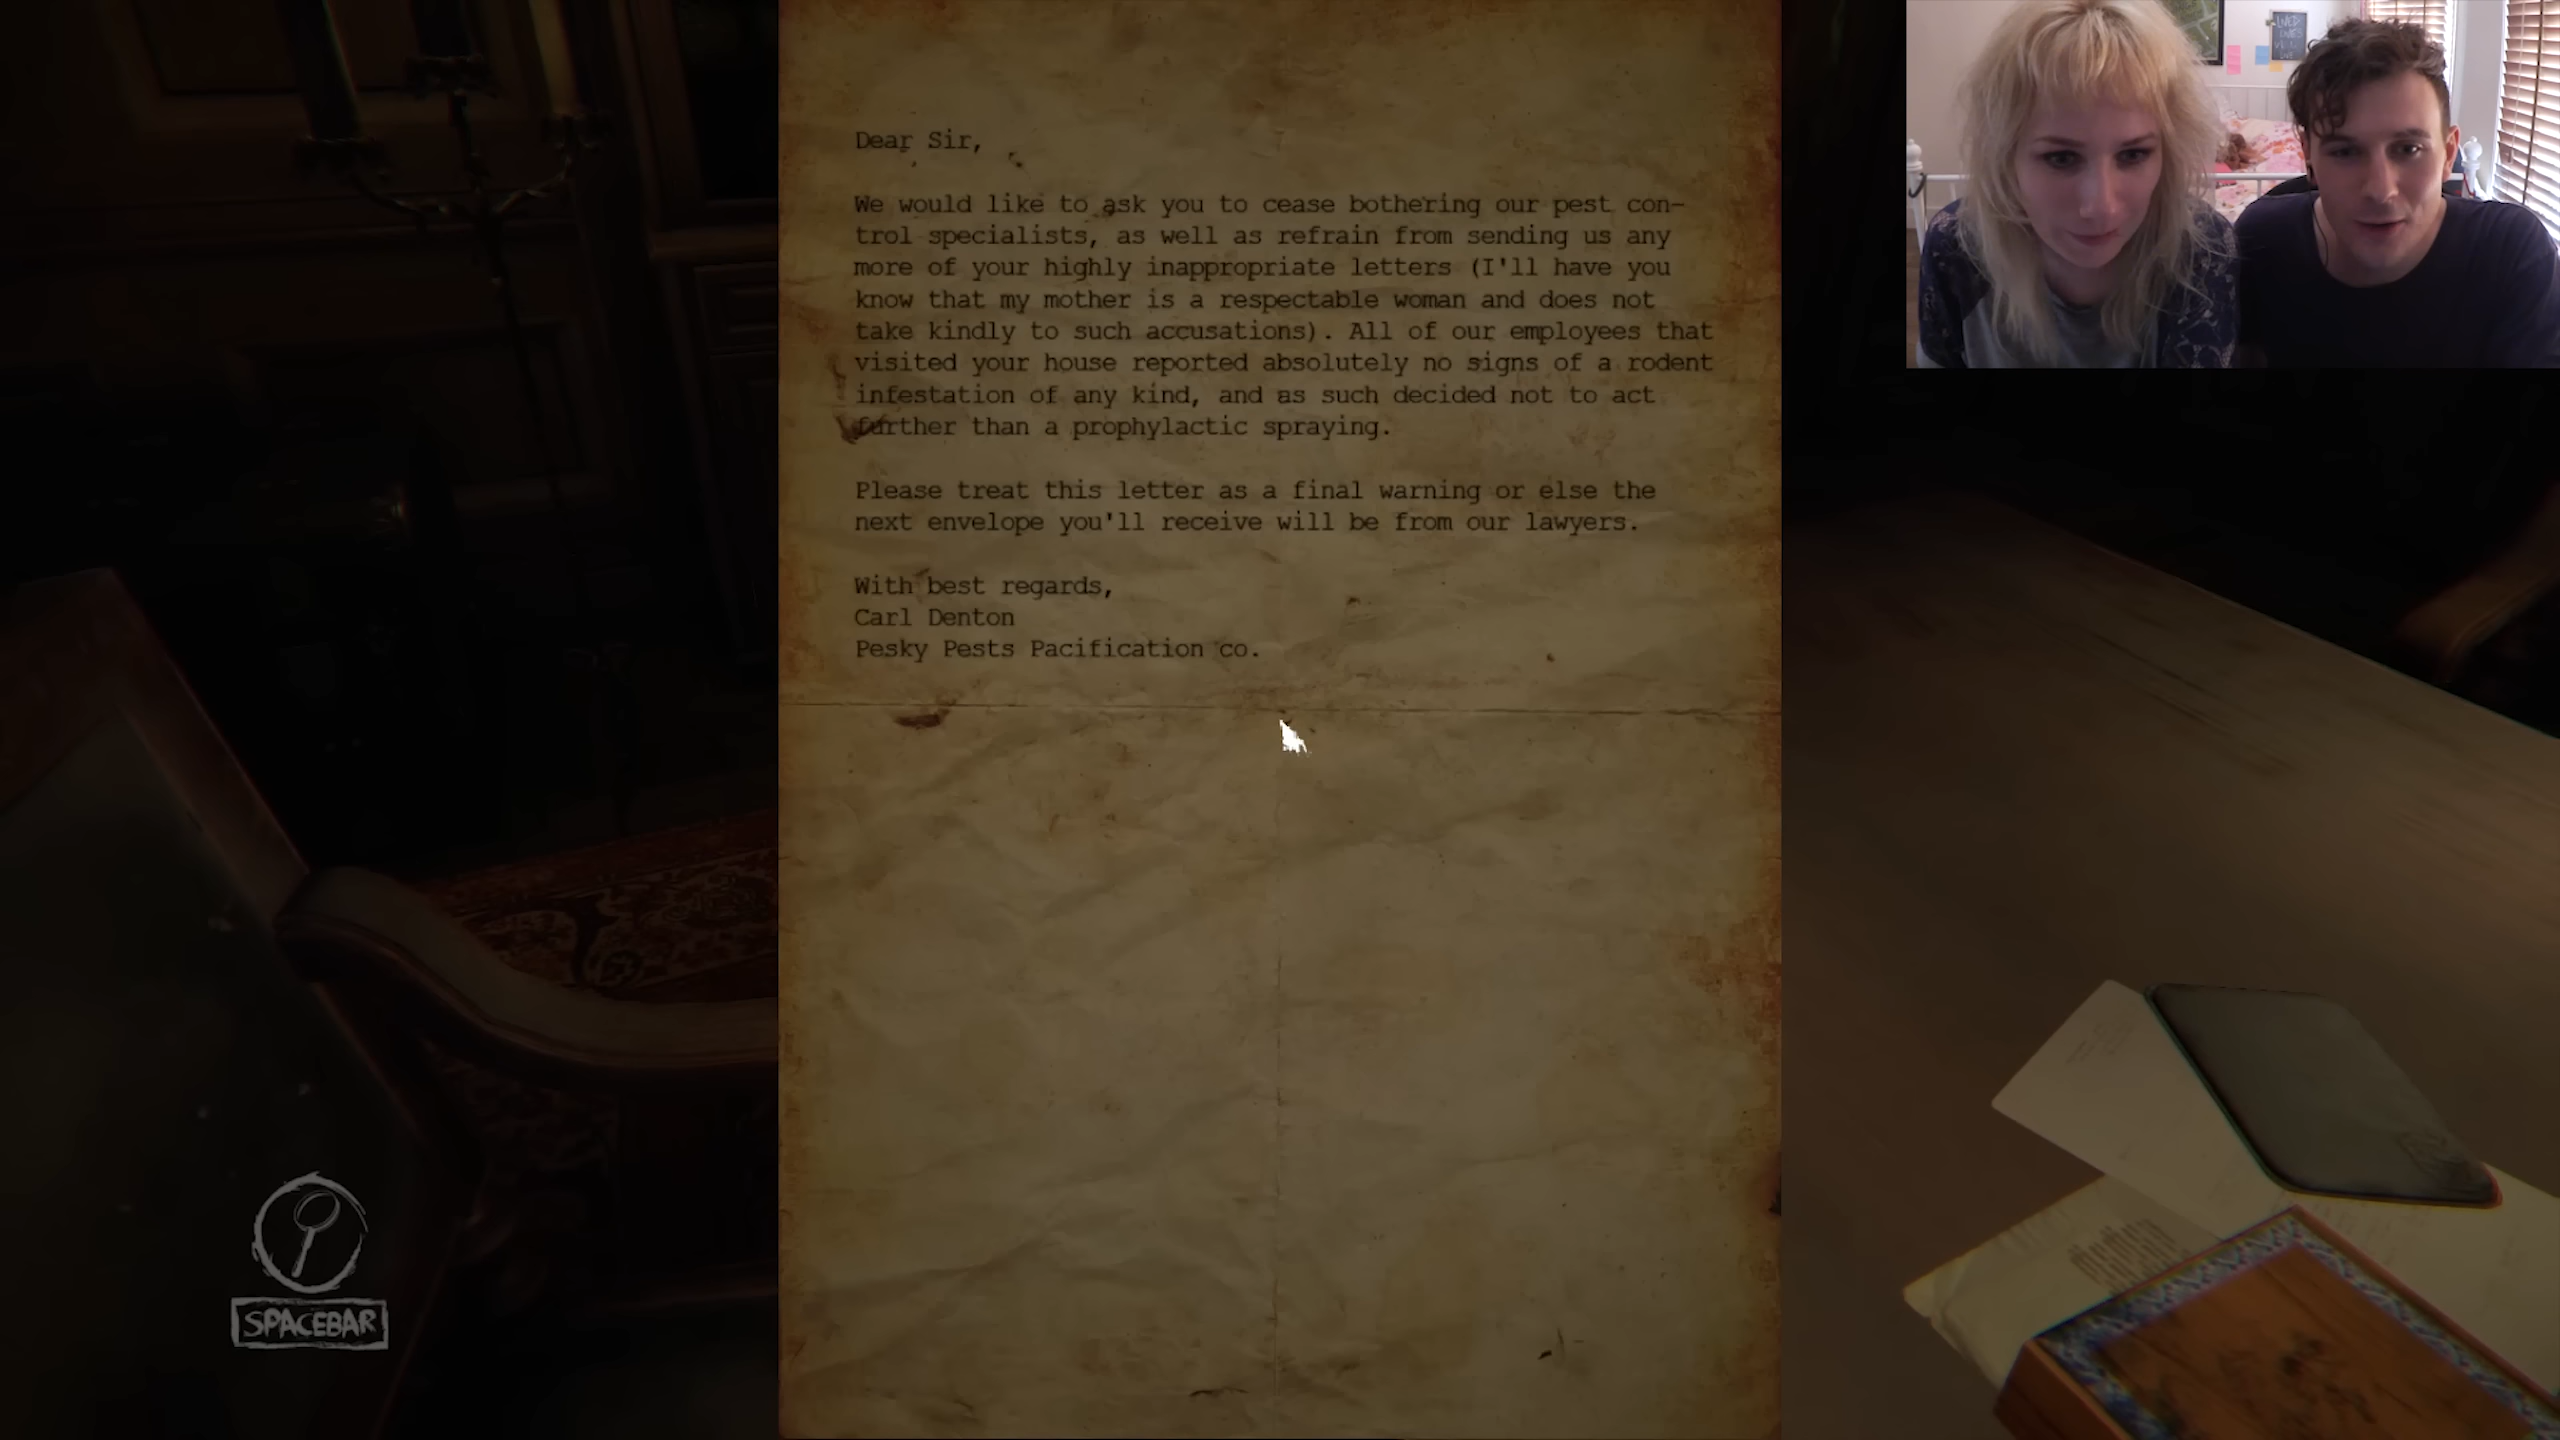 Dear Sir,
We would like to ask you to cease bothering our pest con-
trol specialists, as well as refrain from sending us any
more of your highly inappropriate letters (I'll have you
know that my mother is a respectable woman and does not
take kindly to such accusations). All of our employees that
visited your house reported absolutely no signs of a rodent
infestation of any kind, and as such decided not to act
further than a prophylactic spraying.
Please treat this letter as a final warning or else the
next envelope you'll receive will be from our lawyers.
With best regards,
Carl Denton
Pesky Pests Pacification co.
SPACEBAR